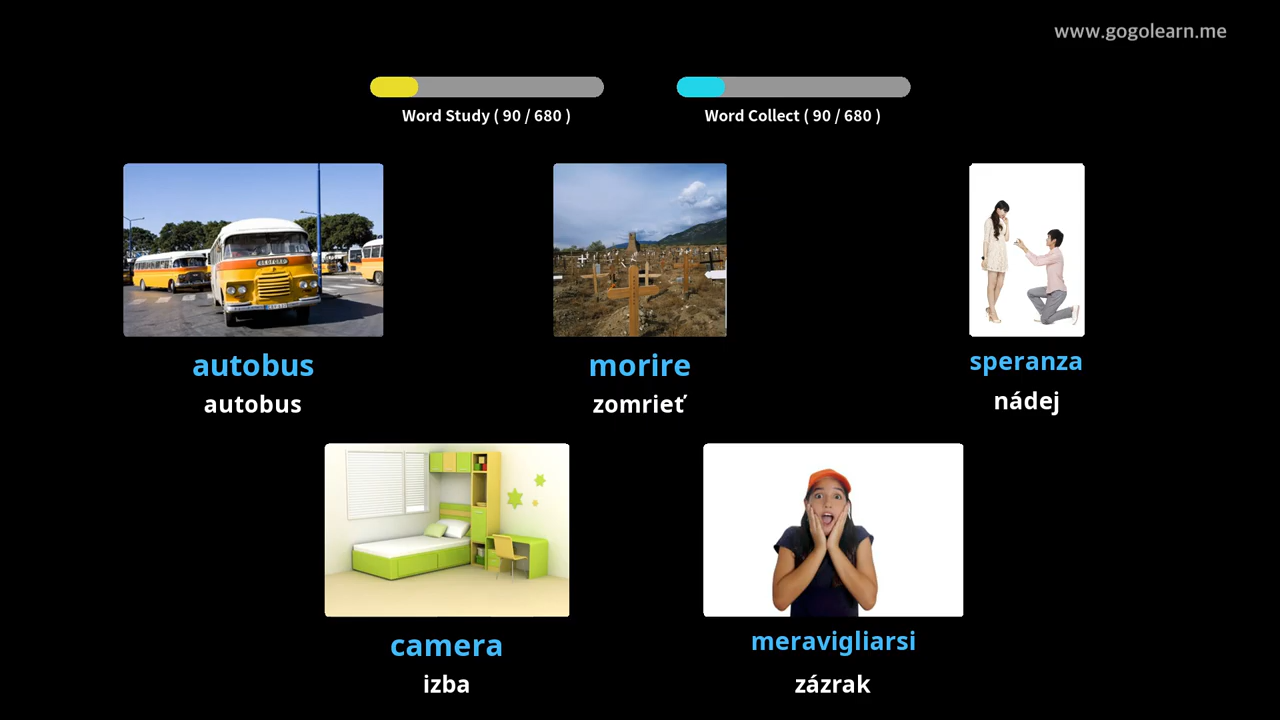 www.gogolearn.me
Word Study ( 90 / 680 )
Word Collect ( 90 / 680 )
autobus
autobus
morire
zomrieť
speranza
nádej
camera
izba
meravigliarsi
zázrak